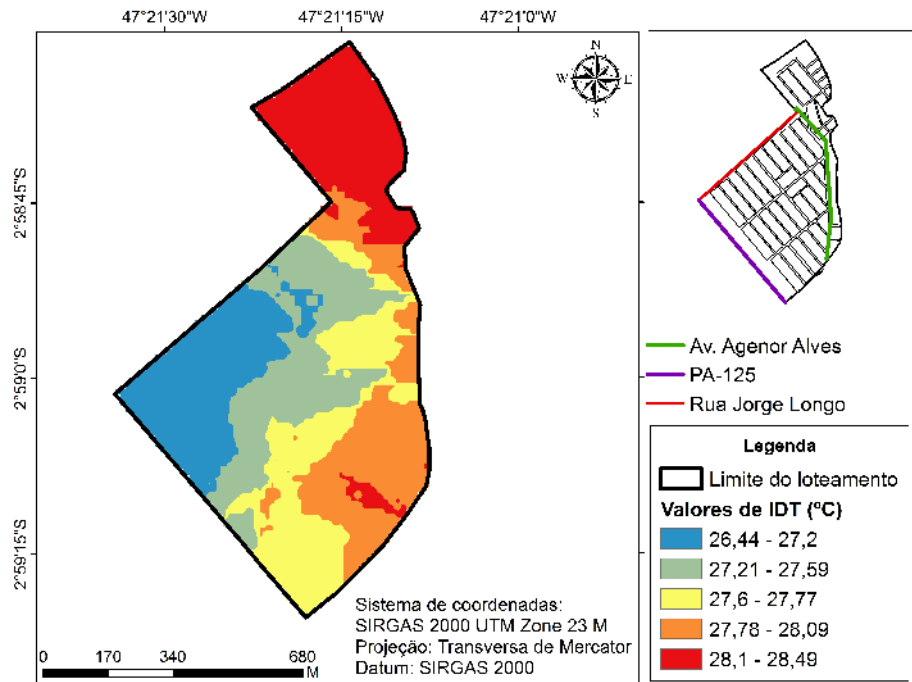 47°21'30"W 47°21'15"W 47°21'0"W
2°58'45"S
2°59'0"S
2°59'15"S
N
W E
S
Sistema de coordenadas:
SIRGAS 2000 UTM Zone 23 M
Projeção: Transversa de Mercator
Datum: SIRGAS 2000
0 170 340 680
M
Av. Agenor Alves
PA-125
Rua Jorge Longo
Legenda
Limite do loteamento
Valores de IDT (ºC)
26,44 - 27,2
27,21 - 27,59
27,6 - 27,77
27,78 - 28,09
28,1 - 28,49